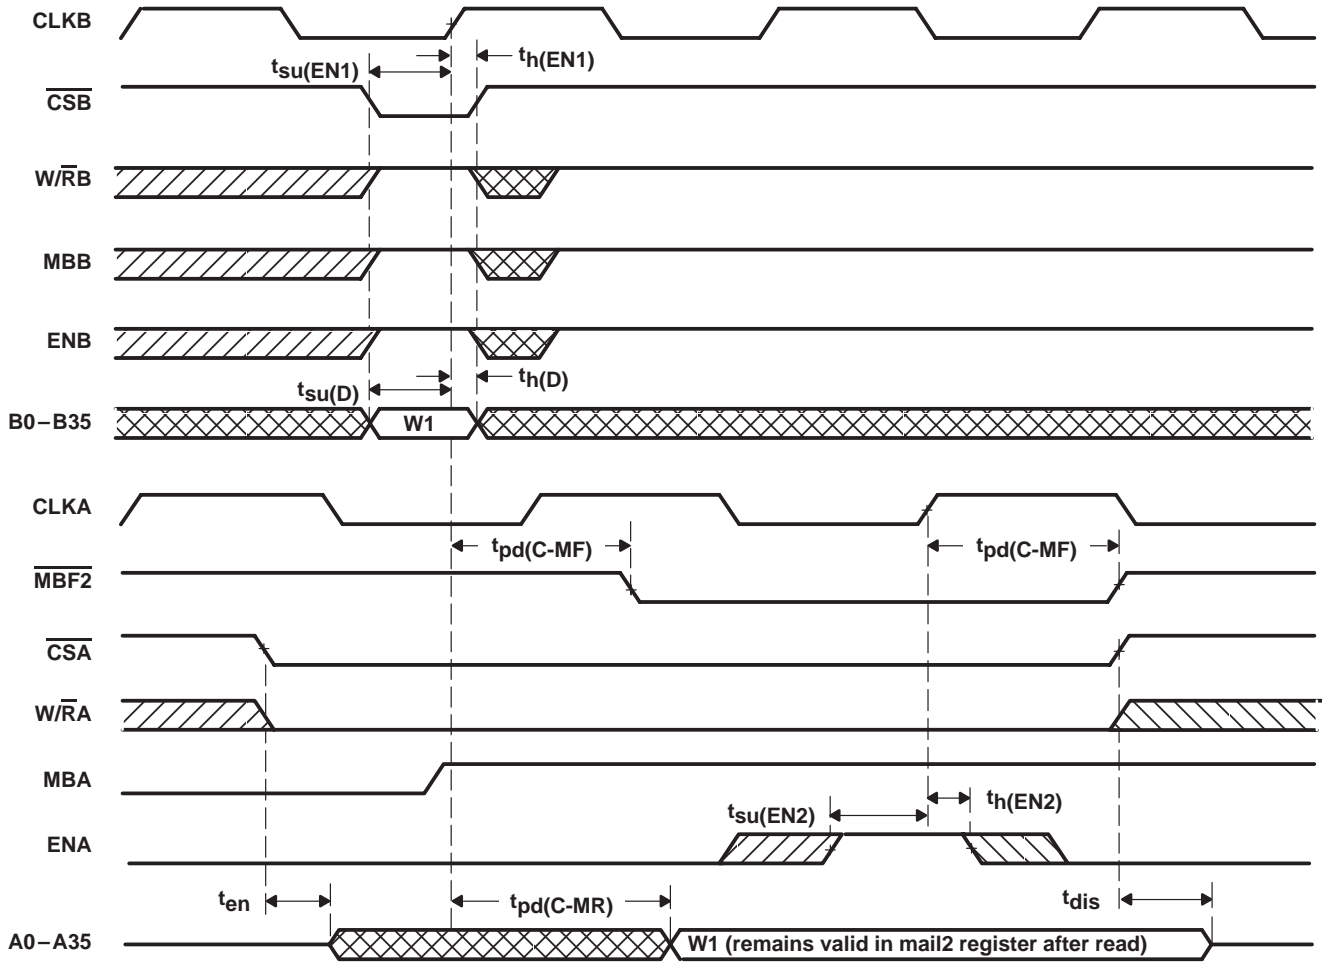 CLKB
tsu(EN1)
th(EN1)
CSB
W/RB
MBB
ENB
tsu(D)
th(D)
B0–B35
W1
CLKA
tpd(C-MF)
tpd(C-MF)
MBF2
CSA
W/RA
MBA
tsu(EN2)
th(EN2)
ENA
ten
tpd(C-MR)
tdis
A0–A35
W1 (remains valid in mail2 register after read)